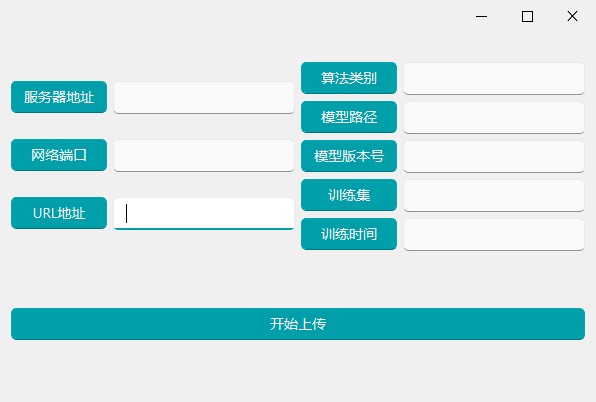 服务器地址
网络端口
URL地址
算法类别
模型路径
模型版本号
训练集
训练时间
开始上传